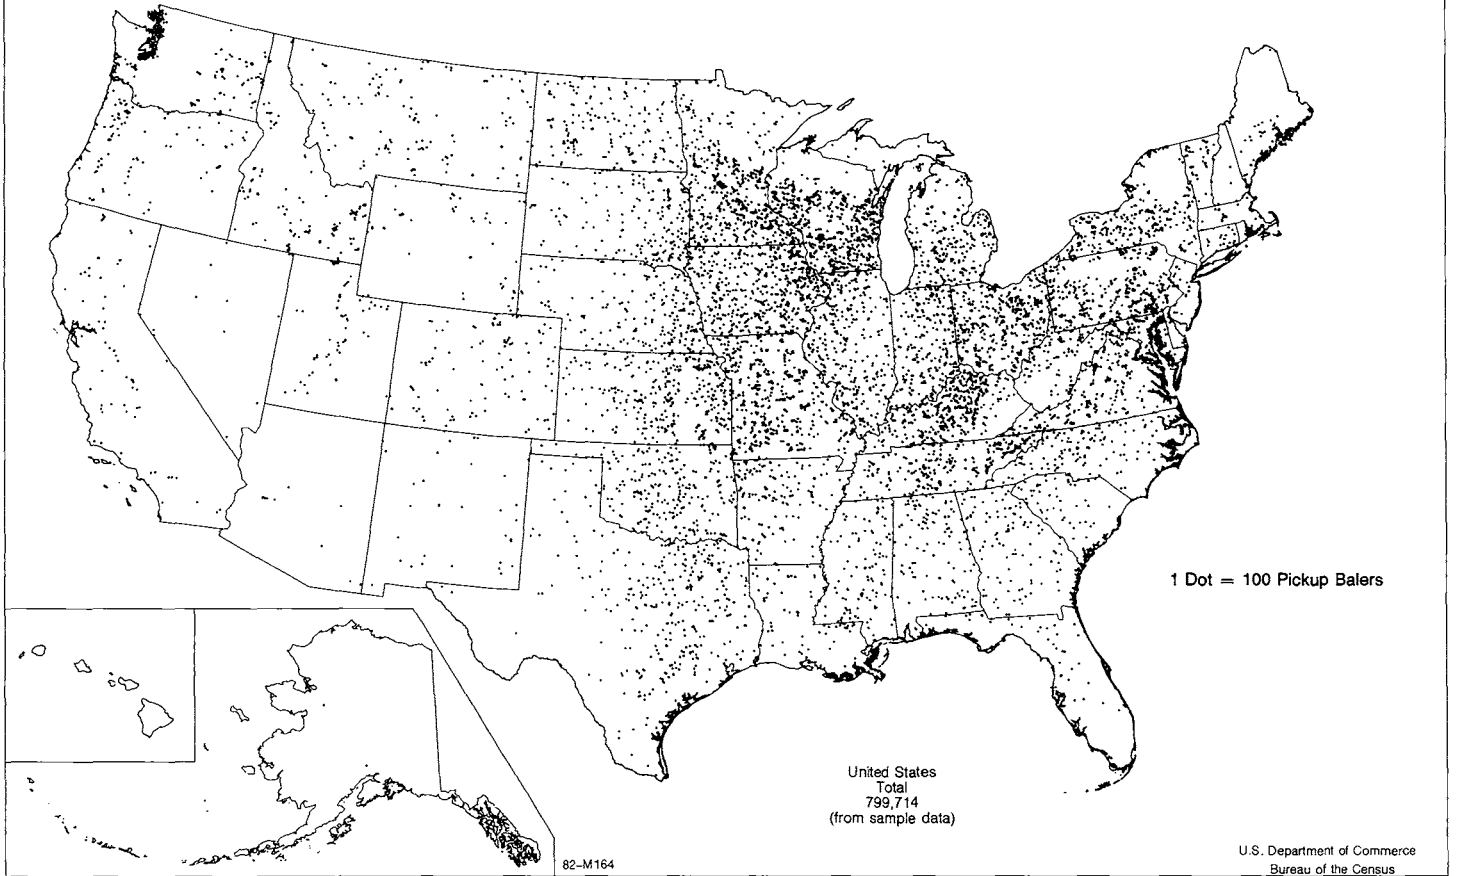 1 Dot = 100 Pickup Balers
United States
Total
799,714
(from sample data)
82-M164
U.S. Department of Commerce
Bureau of the Census